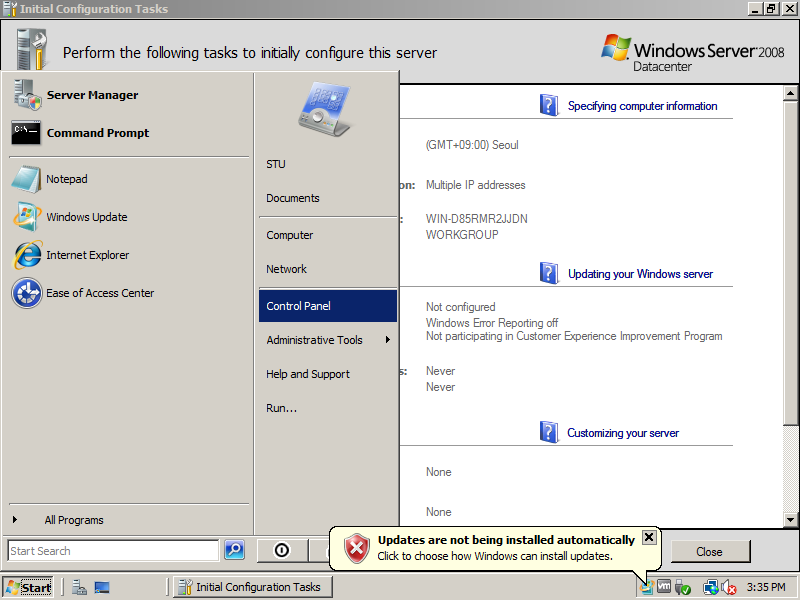 Initial Configuration Tasks
Perform the following tasks to initially configure this server
Windows Server 2008
Datacenter
Server Manager
Command Prompt
Notepad
Windows Update
Internet Explorer
Ease of Access Center
All Programs
Start Search
STU
Documents
Computer
Network
Control Panel
Administrative Tools
Help and Support
Run...
Specifying computer information
(GMT+09:00) Seoul
on: Multiple IP addresses
: WIN-D85RMR2JJDN
WORKGROUP
Updating your Windows server
Not configured
Windows Error Reporting off
Not participating in Customer Experience Improvement Program
s: Never
Never
Customizing your server
None
None
Updates are not being installed automatically
Click to choose how Windows can install updates.
Close
Start
Initial Configuration Tasks
3:35 PM